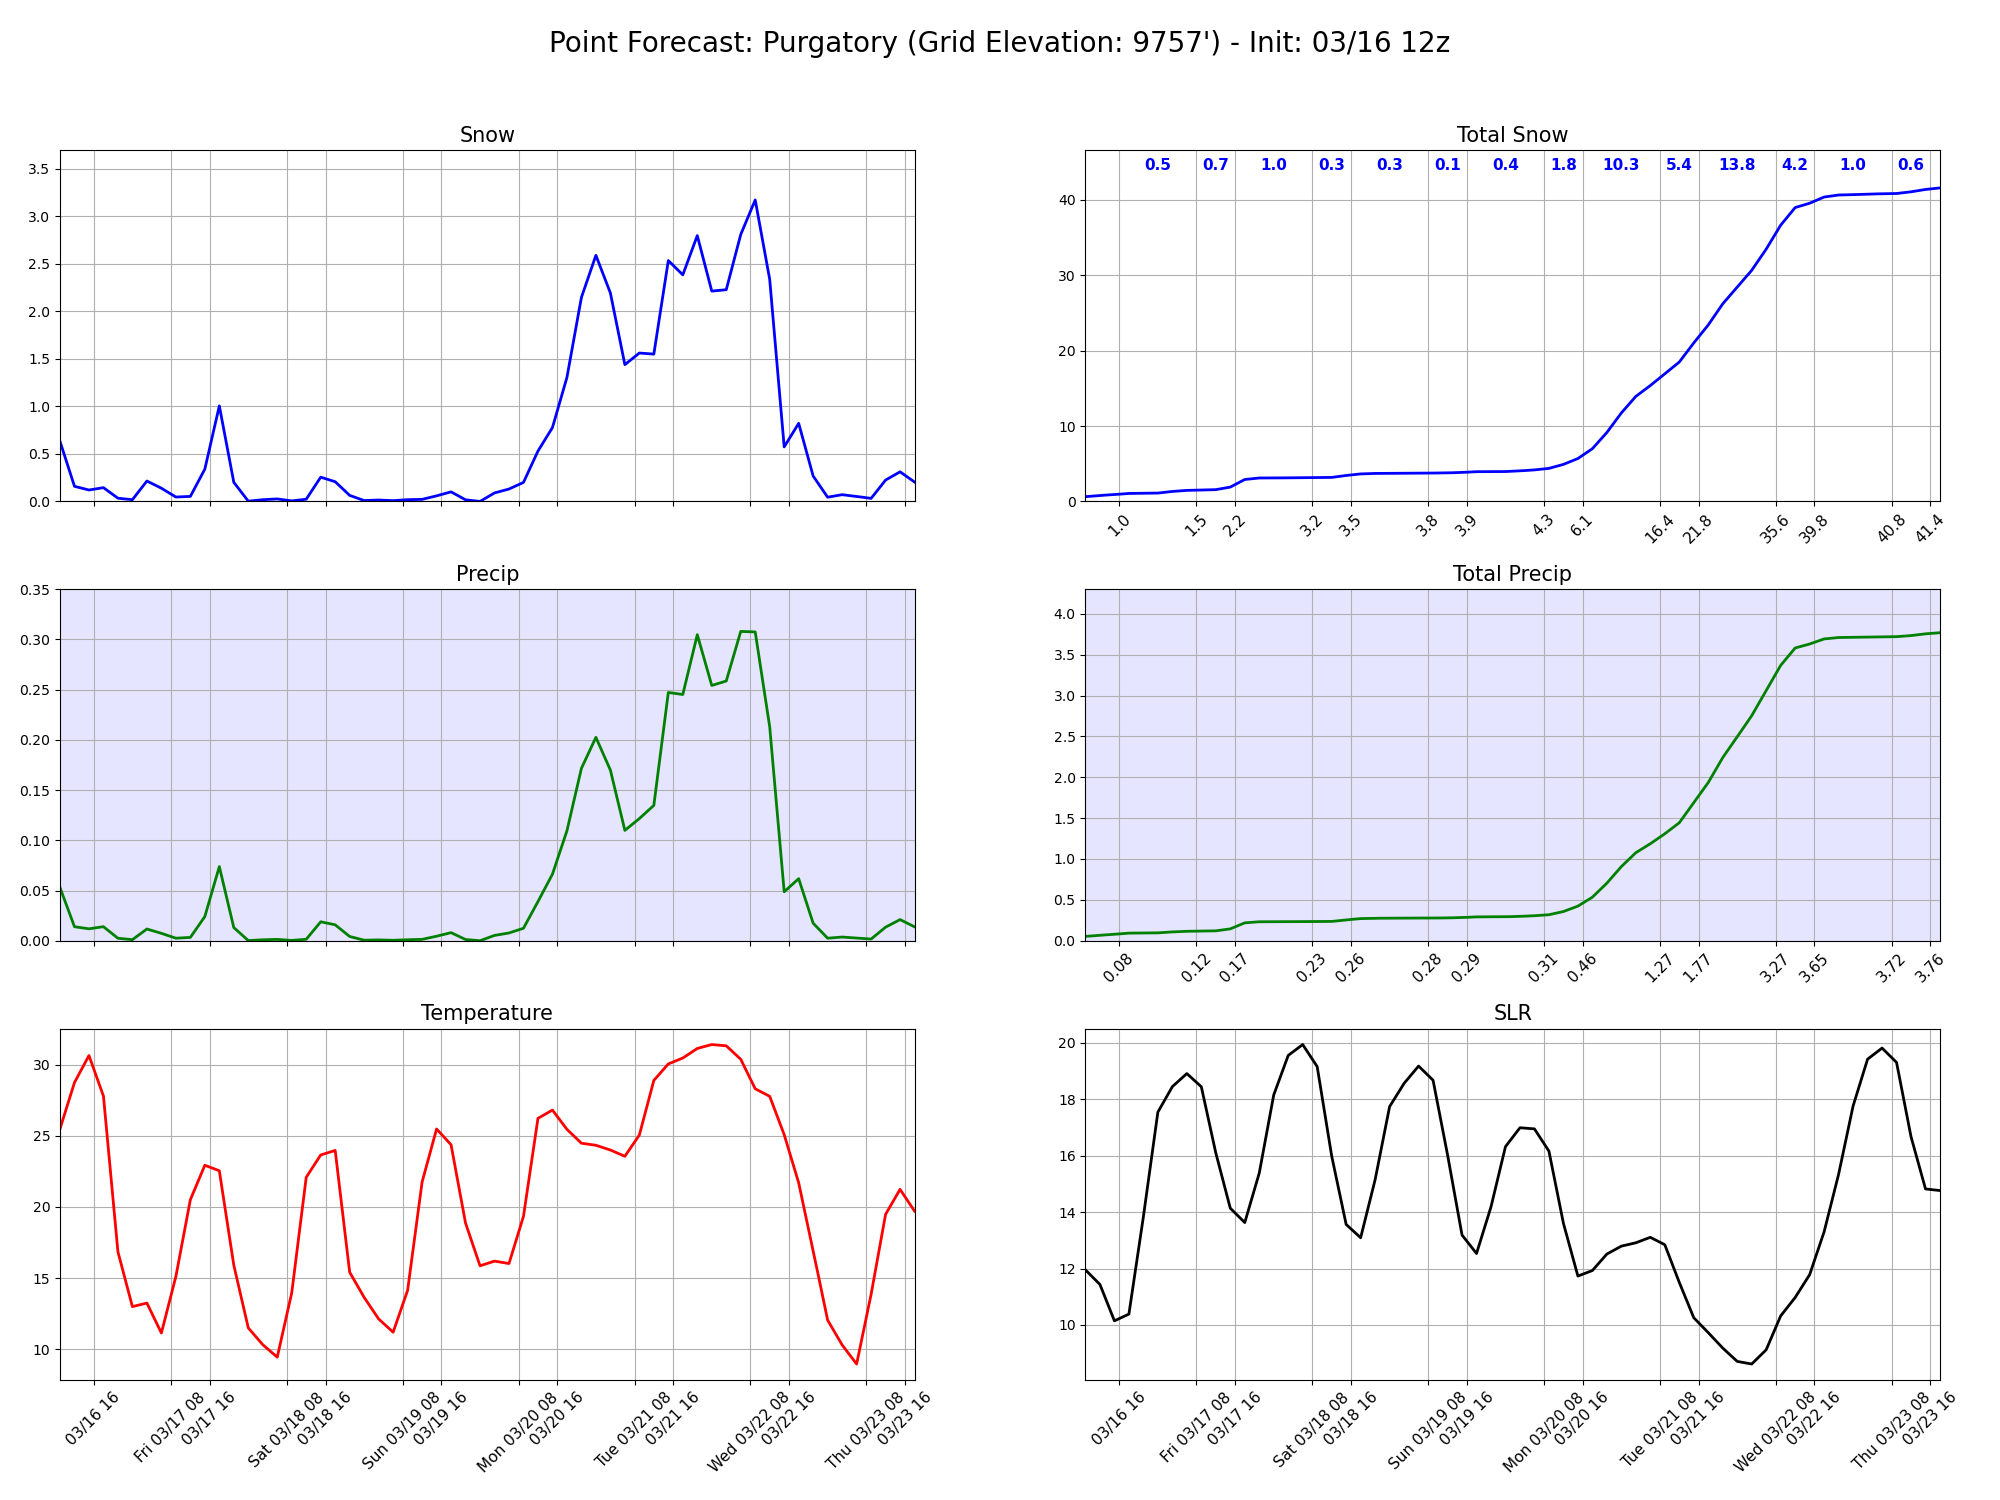 Point Forecast: Purgatory (Grid Elevation: 9757') - Init: 03/16 12z
Snow
3.5
3.0
2.5
2.0
1.5
1.0
0.5
0.0
Total Snow
0.5 0.7 1.0 0.3 0.3 0.1 0.4 1.8 10.3 5.4 13.8 4.2 1.0 0.6
40
30
20
10
0
1.0 1.5 2.2 3.2 3.5 3.8 3.9 4.3 6.1 16.4 21.8 35.6 39.8 40.8 41.4
Precip
0.35
0.30
0.25
0.20
0.15
0.10
0.05
0.00
Total Precip
4.0
3.5
3.0
2.5
2.0
1.5
1.0
0.5
0.0
0.08 0.12 0.17 0.23 0.26 0.28 0.29 0.31 0.46 1.27 1.77 3.27 3.65 3.72 3.76
Temperature
30
25
20
15
10
03/16 16
Fri 03/17 08
03/17 16
Sat 03/18 08
03/18 16
Sun 03/19 08
03/19 16
Mon 03/20 08
03/20 16
Tue 03/21 08
03/21 16
Wed 03/22 08
03/22 16
Thu 03/23 08
03/23 16
SLR
20
18
16
14
12
10
03/16 16
Fri 03/17 08
03/17 16
Sat 03/18 08
03/18 16
Sun 03/19 08
03/19 16
Mon 03/20 08
03/20 16
Tue 03/21 08
03/21 16
Wed 03/22 08
03/22 16
Thu 03/23 08
03/23 16